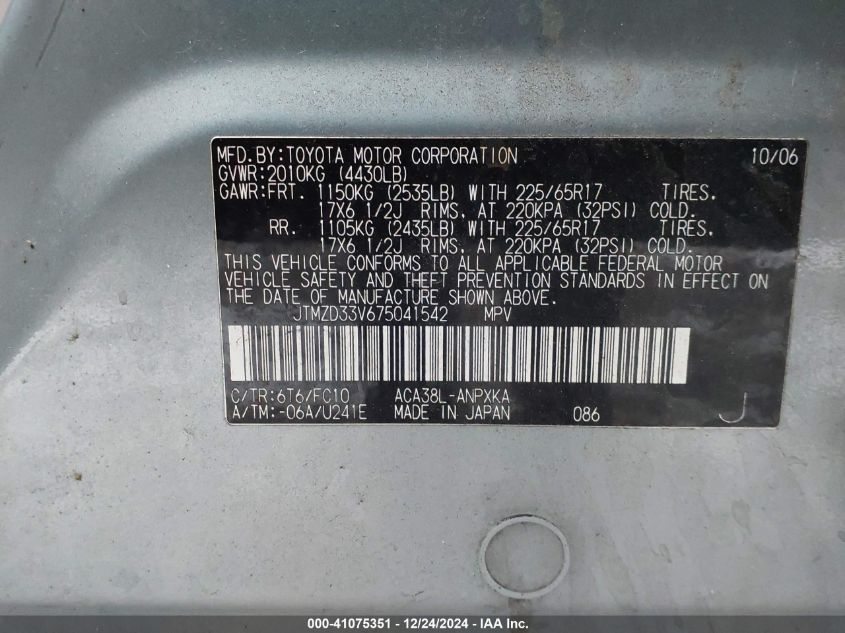 MFD.BY:TOYOTA MOTOR CORPORATION 10/06
GVWR:2010KG (4430LB)
GAWR:FRT. 1150KG (2535LB) WITH 225/65R17 TIRES.
17X6 1/2J RIMS. AT 220KPA (32PSI) COLD.
RR. 1105KG (2435LB) WITH 225/65R17 TIRES.
17X6 1/2J RIMS. AT 220KPA (32PSI) COLD.
THIS VEHICLE CONFORMS TO ALL APPLICABLE FEDERAL MOTOR
VEHICLE SAFETY AND THEFT PREVENTION STANDARDS IN EFFECT ON
THE DATE OF MANUFACTURE SHOWN ABOVE.
JTMZD33V675041542 MPV
C/TR:6T6/FC10 ACA38L-ANPXKA
A/TM:-06A/U241E MADE IN JAPAN 086 J
000-41075351 - 12/24/2024 - IAA Inc.